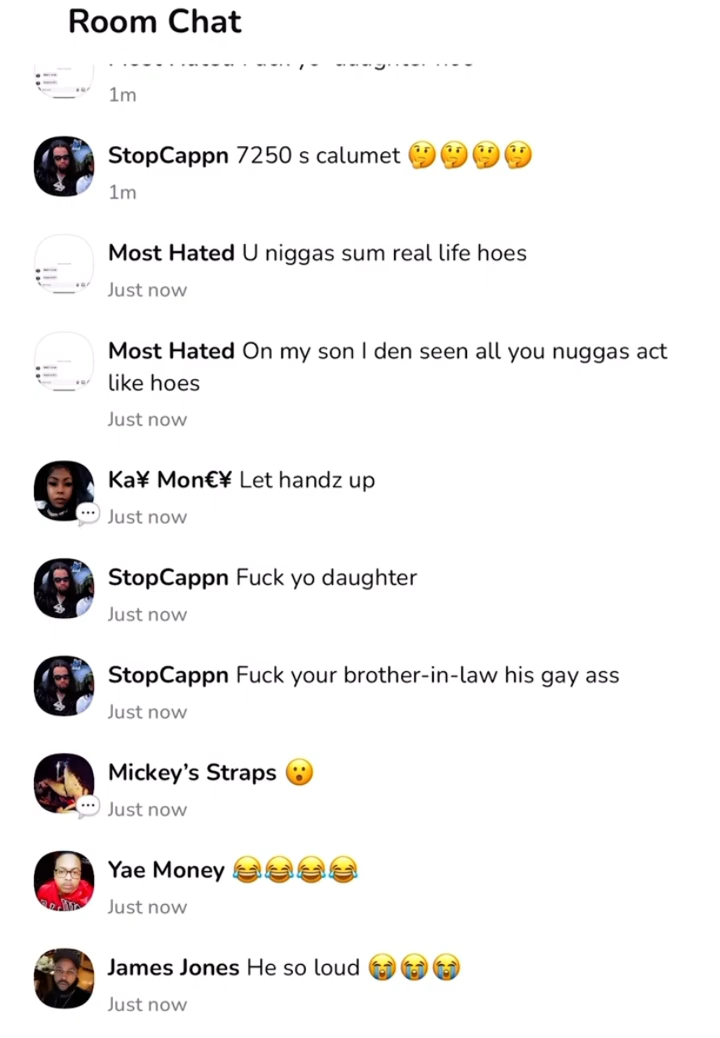 Room Chat
1m
StopCappn 7250 s calumet 🤔🤔🤔🤔
1m
Most Hated U niggas sum real life hoes
Just now
Most Hated On my son I den seen all you nuggas act
like hoes
Just now
Ka¥ Mon€¥ Let handz up
Just now
StopCappn Fuck yo daughter
Just now
StopCappn Fuck your brother-in-law his gay ass
Just now
Mickey’s Straps 😮
Just now
Yae Money 😂😂😂😂
Just now
James Jones He so loud 😭😭😭
Just now